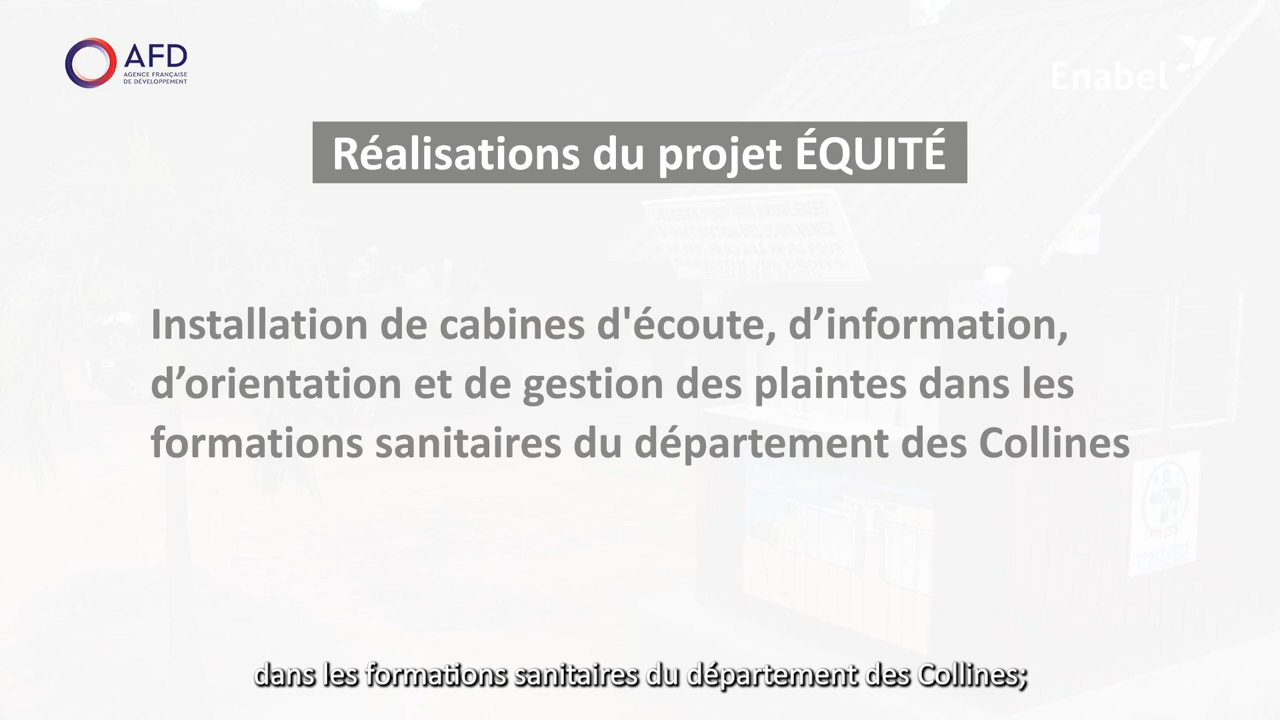 AFD
AGENCE FRANÇAISE
DE DÉVELOPPEMENT
Enabel
Réalisations du projet ÉQUITÉ
Installation de cabines d'écoute, d’information,
d’orientation et de gestion des plaintes dans les
formations sanitaires du département des Collines
dans les formations sanitaires du département des Collines;